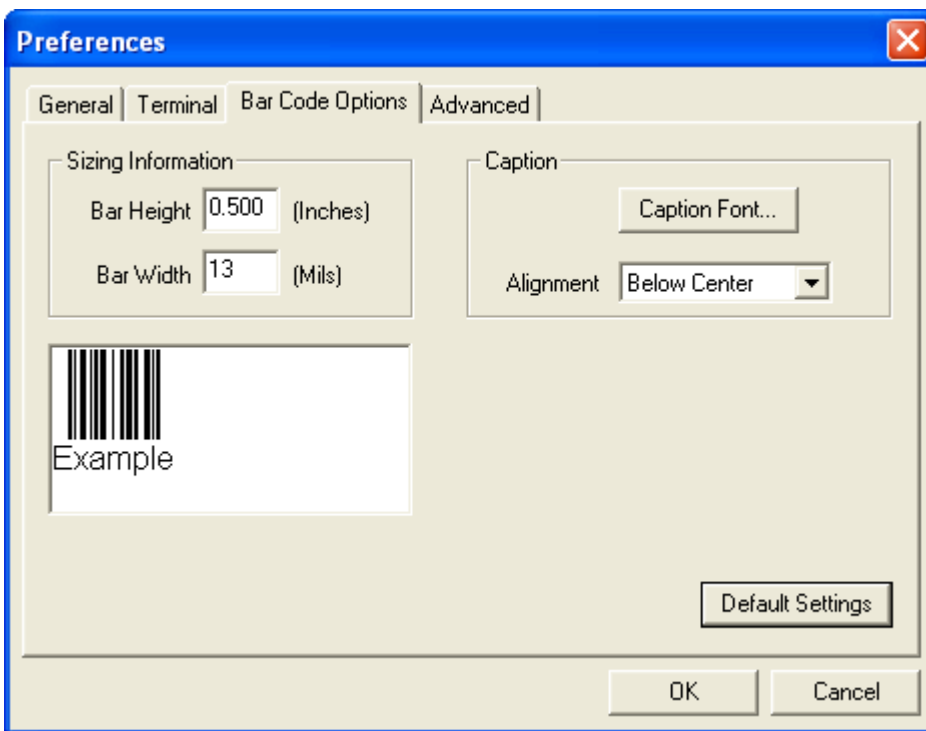 Preferences
General Terminal Bar Code Options Advanced
Sizing Information
Bar Height 0.500 (Inches)
Bar Width 13 (Mils)
Caption
Caption Font...
Alignment Below Center
Example
Default Settings
OK Cancel